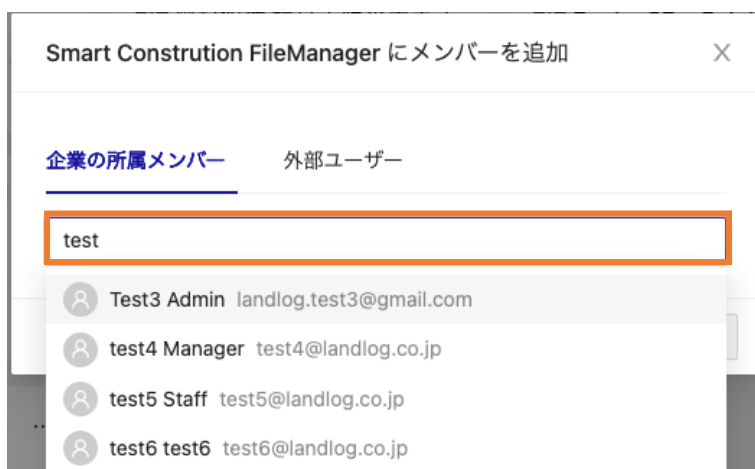 Smart Constrution FileManager にメンバーを追加
企業の所属メンバー 外部ユーザー
test
Test3 Admin landlog.test3@gmail.com
test4 Manager test4@landlog.co.jp
test5 Staff test5@landlog.co.jp
test6 test6 test6@landlog.co.jp